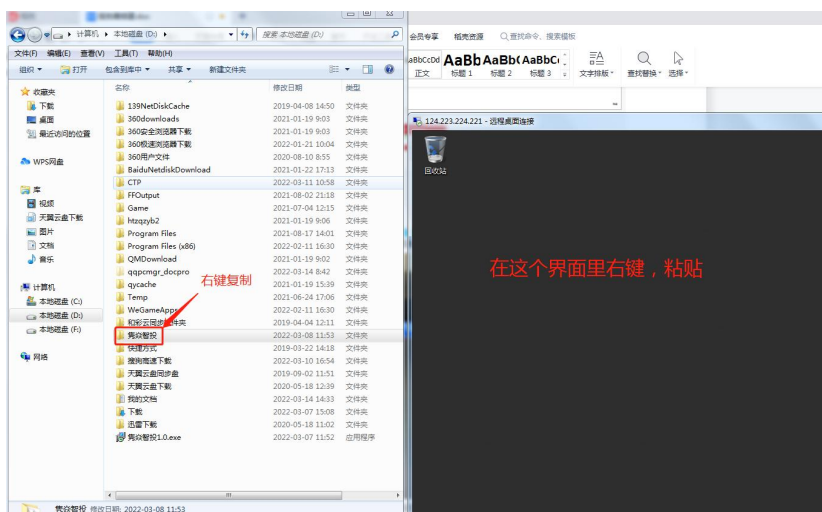 计算机 ▸ 本地磁盘 (D:) ▸
搜索 本地磁盘 (D:)
文件(F) 编辑(E) 查看(V) 工具(T) 帮助(H)
组织 打开 包含到库中 共享 新建文件夹
名称 修改日期 类型
收藏夹
下载
桌面
最近访问的位置
WPS网盘
库
视频
天翼云盘下载
图片
文档
音乐
计算机
本地磁盘 (C:)
本地磁盘 (D:)
本地磁盘 (F:)
网络
139NetDiskCache 2019-04-08 14:50 文件夹
360downloads 2021-01-19 9:03 文件夹
360安全浏览器下载 2021-01-19 9:03 文件夹
360极速浏览器下载 2022-01-21 10:04 文件夹
360用户文件 2020-08-10 8:55 文件夹
BaiduNetdiskDownload 2021-01-22 17:13 文件夹
CTP 2022-03-11 10:58 文件夹
FFOutput 2021-08-02 21:18 文件夹
Game 2021-07-04 12:15 文件夹
htzqzyb2 2021-01-19 9:06 文件夹
Program Files 2021-08-17 14:01 文件夹
Program Files (x86) 2022-02-11 16:30 文件夹
QMDownload 2021-01-19 9:02 文件夹
qqpcmgr_docpro 2022-03-14 8:42 文件夹
qycache 2021-01-19 15:39 文件夹
Temp 2021-06-24 17:06 文件夹
WeGameApps 2022-02-11 16:30 文件夹
和彩云同步文件夹 2019-04-04 12:11 文件夹
隽焱智投 2022-03-08 11:53 文件夹
快捷方式 2019-03-22 14:18 文件夹
搜狗高速下载 2022-03-10 16:54 文件夹
天翼云盘同步盘 2019-09-02 11:51 文件夹
天翼云盘下载 2020-05-18 12:39 文件夹
我的文档 2022-03-14 14:33 文件夹
下载 2022-03-07 15:08 文件夹
迅雷下载 2020-05-18 11:02 文件夹
隽焱智投1.0.exe 2022-03-07 11:52 应用程序
右键复制
隽焱智投 修改日期: 2022-03-08 11:53
会员专享 稻壳资源 查找命令、搜索模板
aBbCcDd AaBb AaBb( AaBbC(
正文 标题 1 标题 2 标题 3 文字排版 查找替换 选择
124.223.224.221 - 远程桌面连接
回收站
在这个界面里右键，粘贴